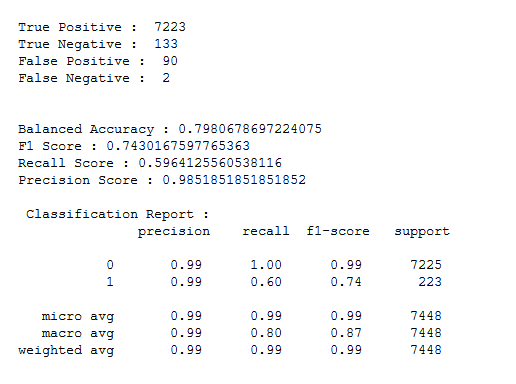 True Positive :  7223
True Negative :  133
False Positive :  90
False Negative :  2
Balanced Accuracy : 0.7980678697224075
F1 Score : 0.7430167597765363
Recall Score : 0.5964125560538116
Precision Score : 0.9851851851851852
Classification Report :
precision recall f1-score support
0 0.99 1.00 0.99 7225
1 0.99 0.60 0.74 223
micro avg 0.99 0.99 0.99 7448
macro avg 0.99 0.80 0.87 7448
weighted avg 0.99 0.99 0.99 7448